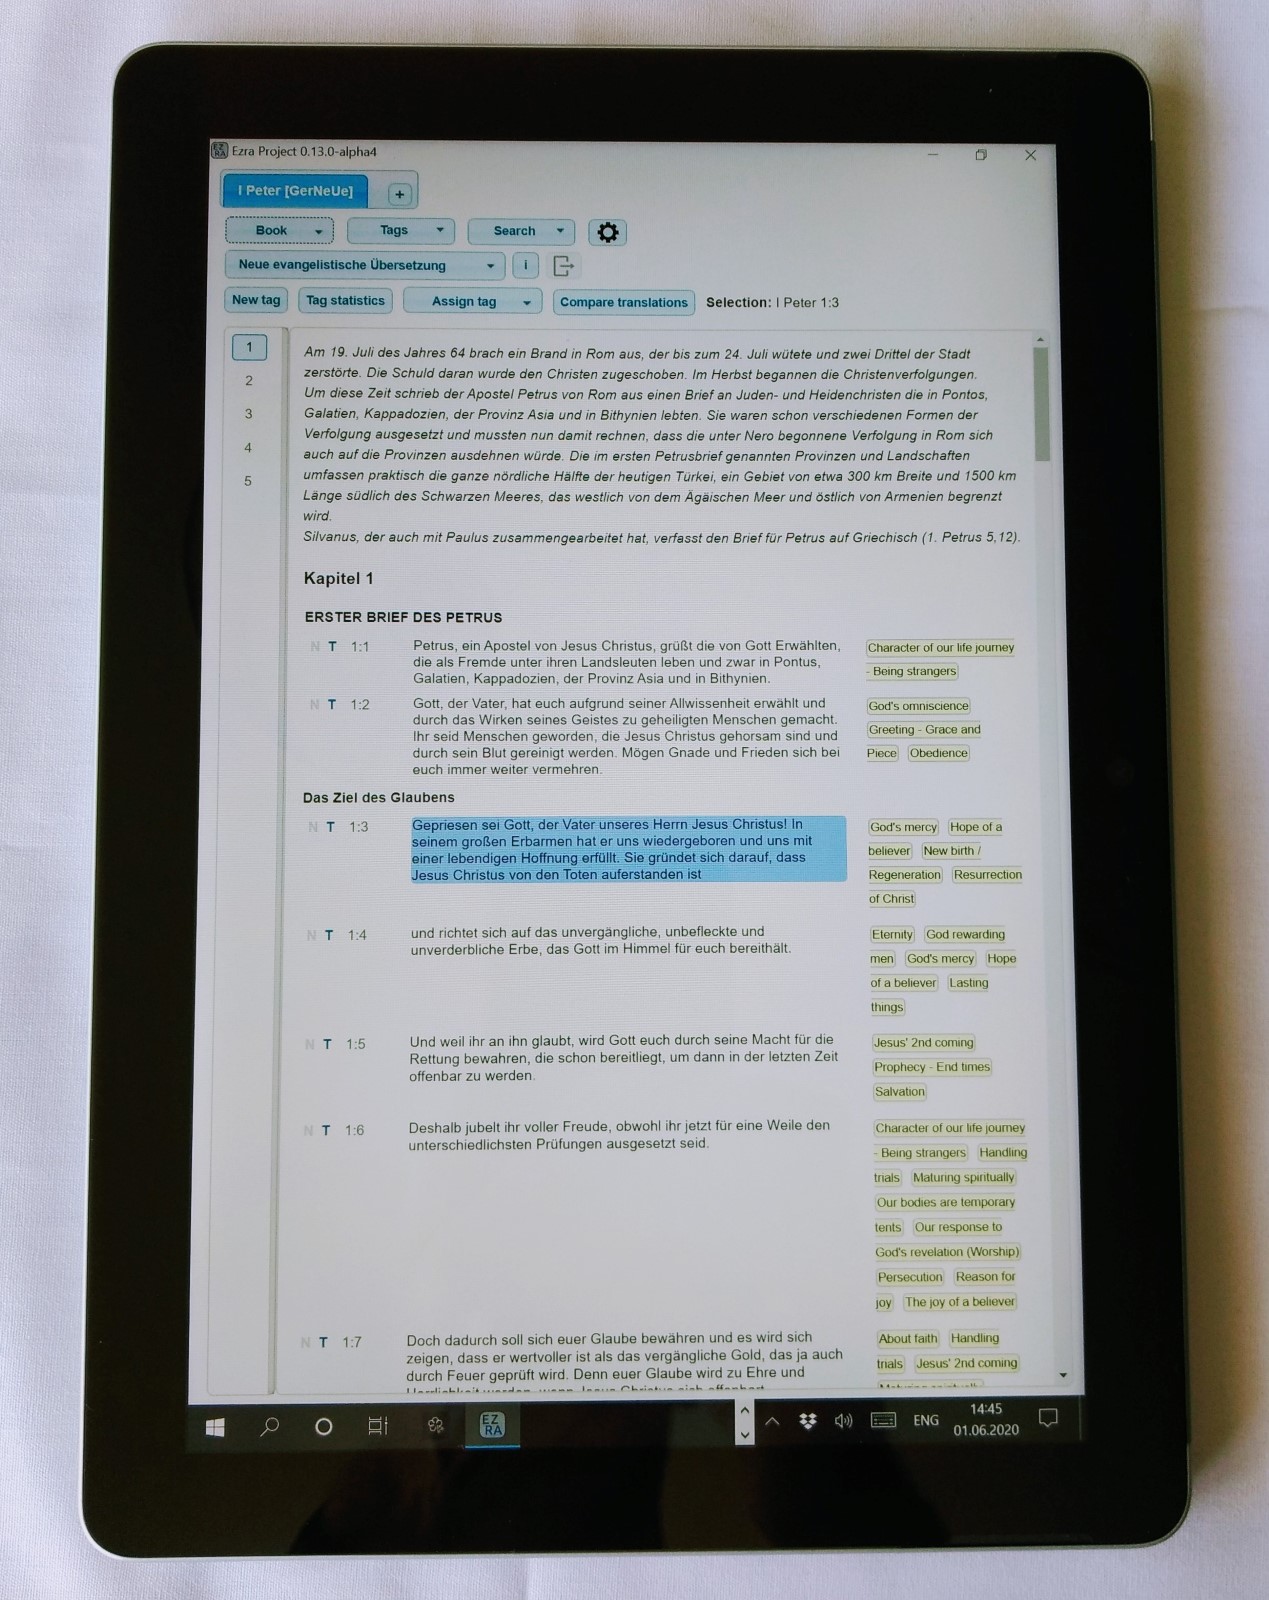 EZ RA Ezra Project 0.13.0-alpha4
I Peter [GerNeUe] +
Book Tags Search
Neue evangelistische Übersetzung i
New tag Tag statistics Assign tag Compare translations Selection: I Peter 1:3
1
2
3
4
5
Am 19. Juli des Jahres 64 brach ein Brand in Rom aus, der bis zum 24. Juli wütete und zwei Drittel der Stadt
zerstörte. Die Schuld daran wurde den Christen zugeschoben. Im Herbst begannen die Christenverfolgungen.
Um diese Zeit schrieb der Apostel Petrus von Rom aus einen Brief an Juden- und Heidenchristen die in Pontos,
Galatien, Kappadozien, der Provinz Asia und in Bithynien lebten. Sie waren schon verschiedenen Formen der
Verfolgung ausgesetzt und mussten nun damit rechnen, dass die unter Nero begonnene Verfolgung in Rom sich
auch auf die Provinzen ausdehnen würde. Die im ersten Petrusbrief genannten Provinzen und Landschaften
umfassen praktisch die ganze nördliche Hälfte der heutigen Türkei, ein Gebiet von etwa 300 km Breite und 1500 km
Länge südlich des Schwarzen Meeres, das westlich von dem Ägäischen Meer und östlich von Armenien begrenzt
wird.
Silvanus, der auch mit Paulus zusammengearbeitet hat, verfasst den Brief für Petrus auf Griechisch (1. Petrus 5,12).
Kapitel 1
ERSTER BRIEF DES PETRUS
N T 1:1
Petrus, ein Apostel von Jesus Christus, grüßt die von Gott Erwählten,
die als Fremde unter ihren Landsleuten leben und zwar in Pontus,
Galatien, Kappadozien, der Provinz Asia und in Bithynien.
Character of our life journey
- Being strangers
N T 1:2
Gott, der Vater, hat euch aufgrund seiner Allwissenheit erwählt und
durch das Wirken seines Geistes zu geheiligten Menschen gemacht.
Ihr seid Menschen geworden, die Jesus Christus gehorsam sind und
durch sein Blut gereinigt werden. Mögen Gnade und Frieden sich bei
euch immer weiter vermehren.
God's omniscience
Greeting - Grace and
Piece Obedience
Das Ziel des Glaubens
N T 1:3
Gepriesen sei Gott, der Vater unseres Herrn Jesus Christus! In
seinem großen Erbarmen hat er uns wiedergeboren und uns mit
einer lebendigen Hoffnung erfüllt. Sie gründet sich darauf, dass
Jesus Christus von den Toten auferstanden ist
God's mercy Hope of a
believer New birth /
Regeneration Resurrection
of Christ
N T 1:4
und richtet sich auf das unvergängliche, unbefleckte und
unverderbliche Erbe, das Gott im Himmel für euch bereithält.
Eternity God rewarding
men God's mercy Hope
of a believer Lasting
things
N T 1:5
Und weil ihr an ihn glaubt, wird Gott euch durch seine Macht für die
Rettung bewahren, die schon bereitliegt, um dann in der letzten Zeit
offenbar zu werden.
Jesus' 2nd coming
Prophecy - End times
Salvation
N T 1:6
Deshalb jubelt ihr voller Freude, obwohl ihr jetzt für eine Weile den
unterschiedlichsten Prüfungen ausgesetzt seid.
Character of our life journey
- Being strangers Handling
trials Maturing spiritually
Our bodies are temporary
tents Our response to
God's revelation (Worship)
Persecution Reason for
joy The joy of a believer
N T 1:7
Doch dadurch soll sich euer Glaube bewähren und es wird sich
zeigen, dass er wertvoller ist als das vergängliche Gold, das ja auch
durch Feuer geprüft wird. Denn euer Glaube wird zu Ehre und
About faith Handling
trials Jesus' 2nd coming
EZ RA
ENG
14:45
01.06.2020